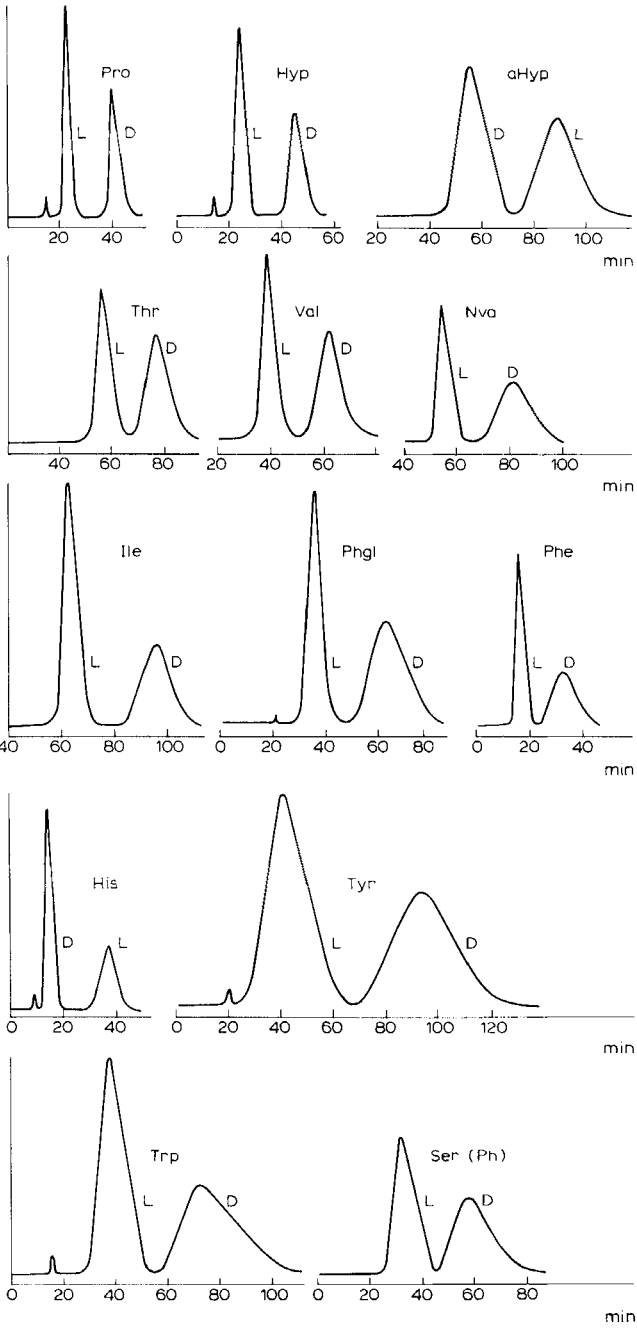 Pro Hyp aHyp
L D L D D L
20 40 0 20 40 60 20 40 60 80 100
min
Thr Val Nva
L D L D L D
40 60 80 20 40 60 40 60 80 100
min
Ile Phgl Phe
L D L D L D
40 60 80 100 0 20 40 60 80 0 20 40
min
His Tyr
D L L D
0 20 40 0 20 40 60 80 100 120
min
Trp Ser (Ph)
L D L D
0 20 40 60 80 100 0 20 40 60 80
min